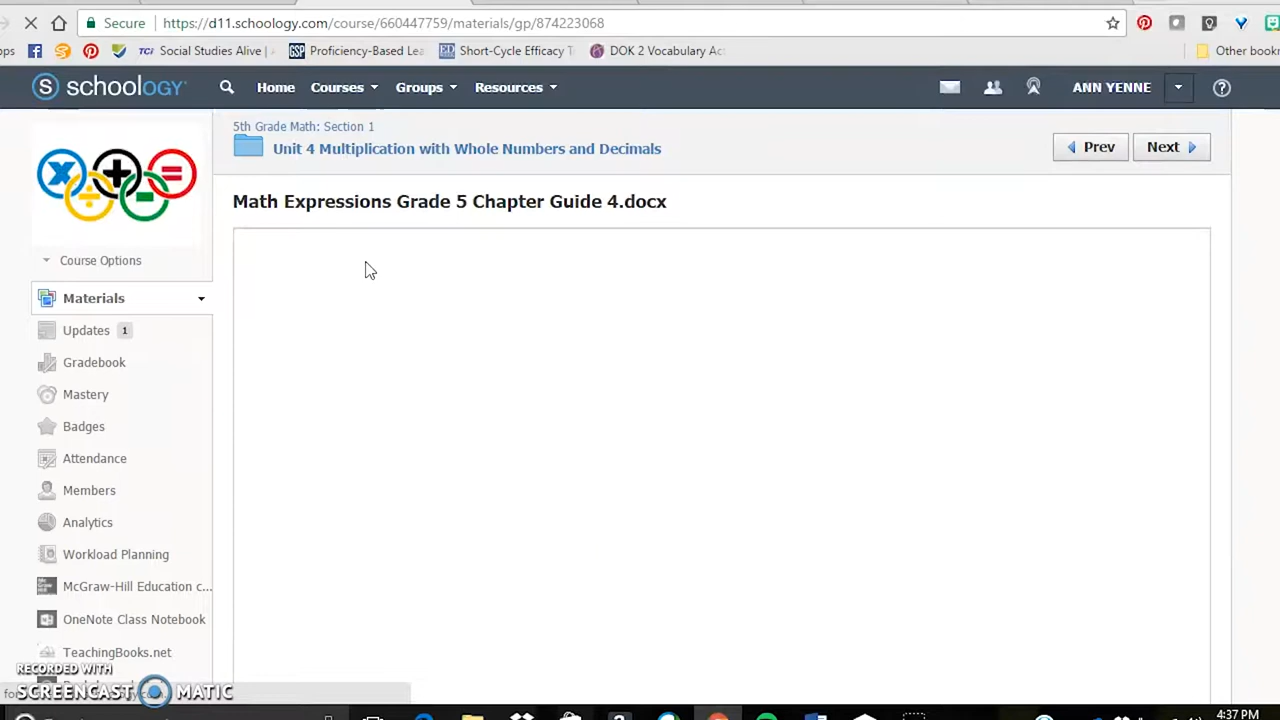 Secure https://d11.schoology.com/course/660447759/materials/gp/874223068
Social Studies Alive! Proficiency-Based Lea Short-Cycle Efficacy T DOK 2 Vocabulary Ac Other book
schoology Home Courses Groups Resources ANN YENNE
5th Grade Math: Section 1
Unit 4 Multiplication with Whole Numbers and Decimals
Prev Next
Math Expressions Grade 5 Chapter Guide 4.docx
Course Options
Materials
Updates 1
Gradebook
Mastery
Badges
Attendance
Members
Analytics
Workload Planning
McGraw-Hill Education c...
OneNote Class Notebook
TeachingBooks.net
RECORDED WITH
SCREENCAST MATIC
4:37 PM